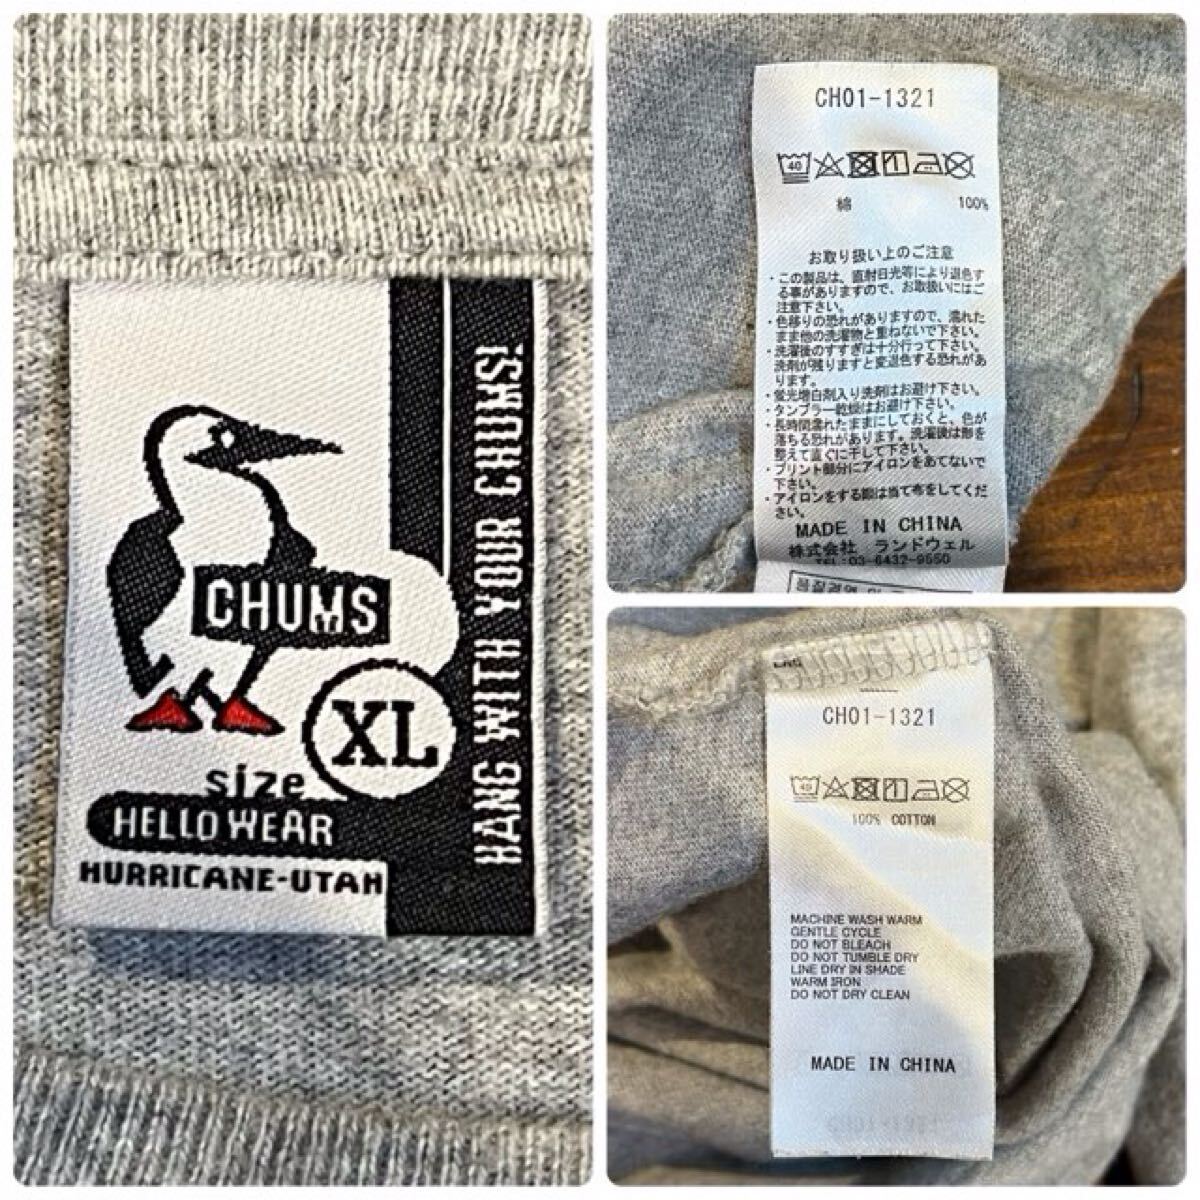 CHUMS
XL
size
HELLO WEAR
HURRICANE-UTAH
HANG WITH YOUR CHUMS!
CH01-1321
40
綿 100%
お取り扱い上のご注意
・この製品は、直射日光等により退色す
る事がありますので、お取扱いにはご
注意下さい。
・色移りの恐れがありますので、濡れた
まま他の洗濯物と重ねないで下さい。
・洗濯後のすすぎは十分行って下さい。
洗剤が残りますと変退色する恐れがあ
ります。
・蛍光増白剤入り洗剤はお避け下さい。
・タンブラー乾燥はお避け下さい。
・長時間濡れたままにしておくと、色が
落ちる恐れがあります。洗濯後は形を
整えて直ぐに干して下さい。
・プリント部分にアイロンをあてないで
下さい。
・アイロンをする際は当て布をしてくだ
さい。
MADE IN CHINA
株式会社 ランドウェル
TEL:03-6432-9550
품질경영
CH01-1321
40
100% COTTON
MACHINE WASH WARM
GENTLE CYCLE
DO NOT BLEACH
DO NOT TUMBLE DRY
LINE DRY IN SHADE
WARM IRON
DO NOT DRY CLEAN
MADE IN CHINA
CH01-1321